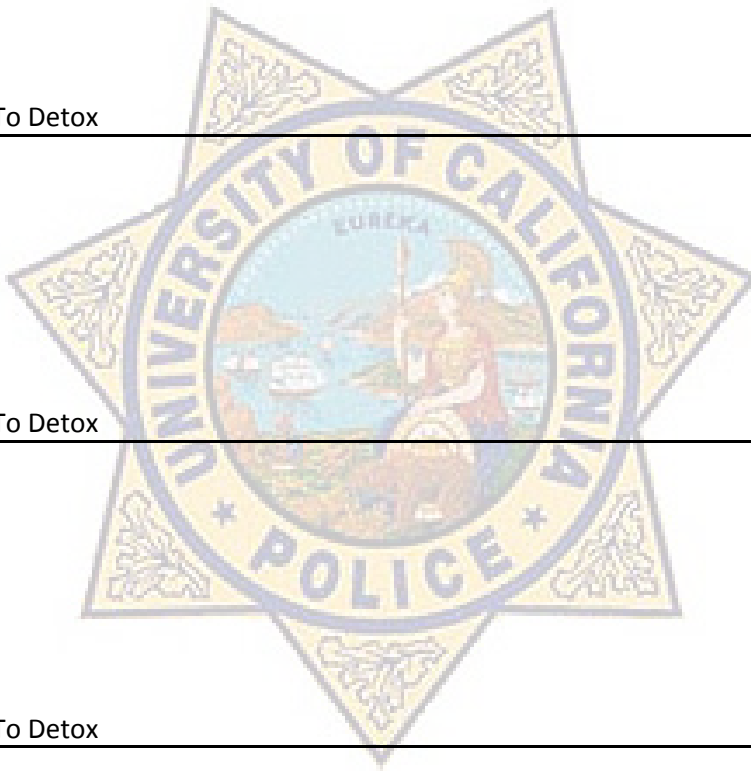 To Detox
UNIVERSITY OF CALIFORNIA
EUREKA
To Detox
* POLICE *
To Detox